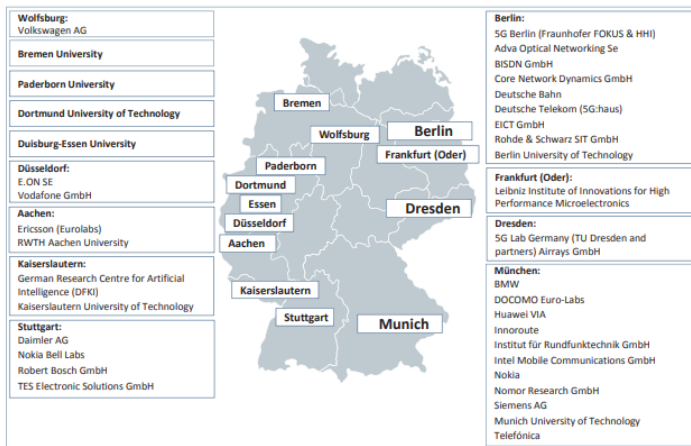 Wolfsburg:
Volkswagen AG
Bremen University
Paderborn University
Dortmund University of Technology
Duisburg-Essen University
Düsseldorf:
E.ON SE
Vodafone GmbH
Aachen:
Ericsson (Eurolabs)
RWTH Aachen University
Kaiserslautern:
German Research Centre for Artificial
Intelligence (DFKI)
Kaiserslautern University of Technology
Stuttgart:
Daimler AG
Nokia Bell Labs
Robert Bosch GmbH
TES Electronic Solutions GmbH
Bremen
Wolfsburg
Berlin
Frankfurt (Oder)
Paderborn
Dortmund
Essen
Dresden
Düsseldorf
Aachen
Kaiserslautern
Stuttgart
Munich
Berlin:
5G Berlin (Fraunhofer FOKUS & HHI)
Adva Optical Networking Se
BISDN GmbH
Core Network Dynamics GmbH
Deutsche Bahn
Deutsche Telekom (5G:haus)
EICT GmbH
Rohde & Schwarz SIT GmbH
Berlin University of Technology
Frankfurt (Oder):
Leibniz Institute of Innovations for High
Performance Microelectronics
Dresden:
5G Lab Germany (TU Dresden and
partners) Airrays GmbH
München:
BMW
DOCOMO Euro-Labs
Huawei VIA
Innoroute
Institut für Rundfunktechnik GmbH
Intel Mobile Communications GmbH
Nokia
Nomor Research GmbH
Siemens AG
Munich University of Technology
Telefónica